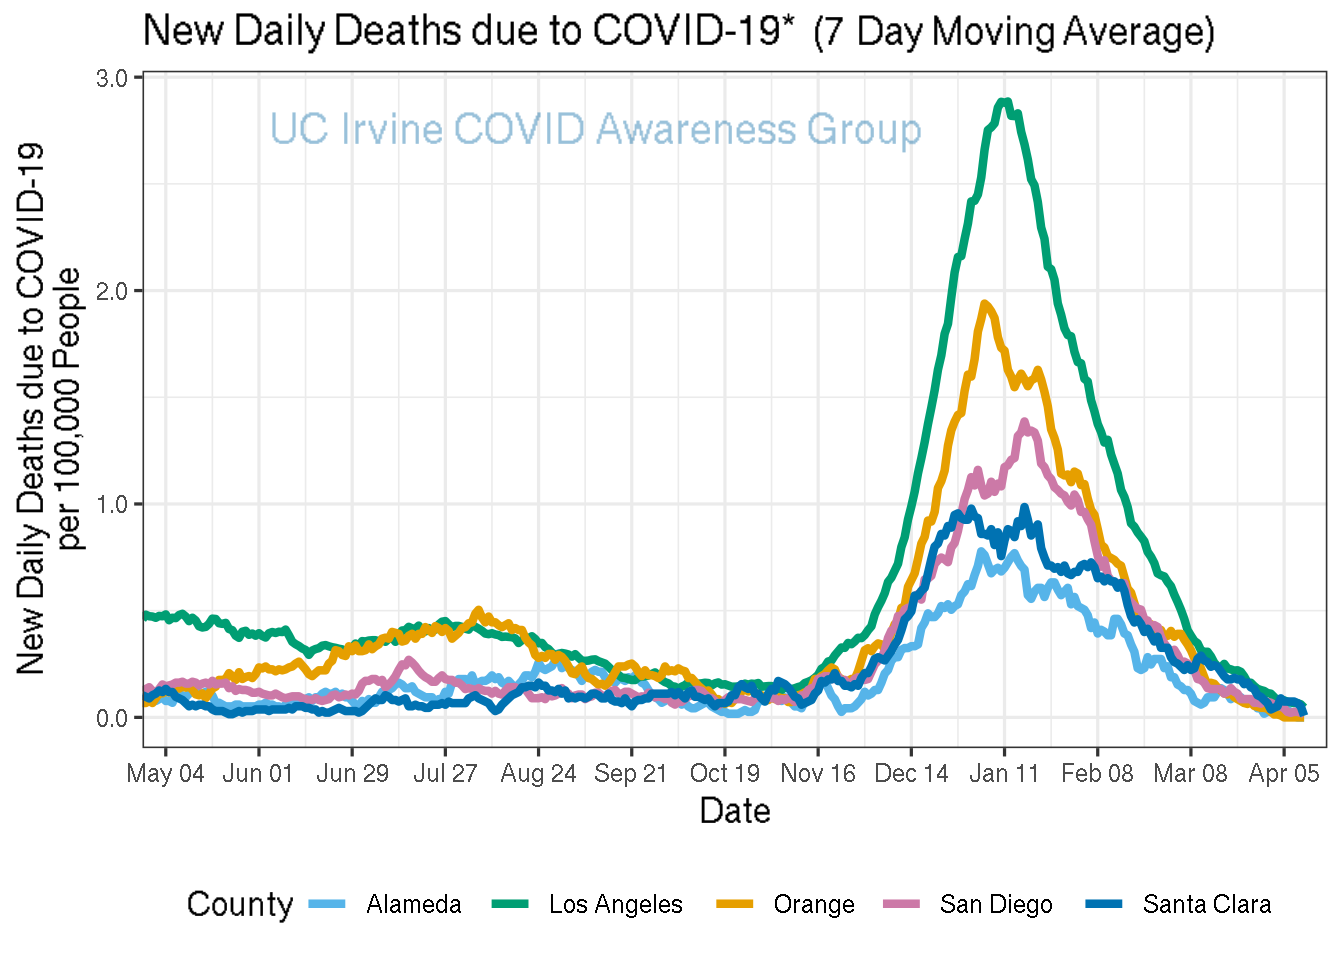 New Daily Deaths due to COVID-19* (7 Day Moving Average)
UC Irvine COVID Awareness Group
New Daily Deaths due to COVID-19
per 100,000 People
3.0
2.0
1.0
0.0
May 04 Jun 01 Jun 29 Jul 27 Aug 24 Sep 21 Oct 19 Nov 16 Dec 14 Jan 11 Feb 08 Mar 08 Apr 05
Date
County Alameda Los Angeles Orange San Diego Santa Clara